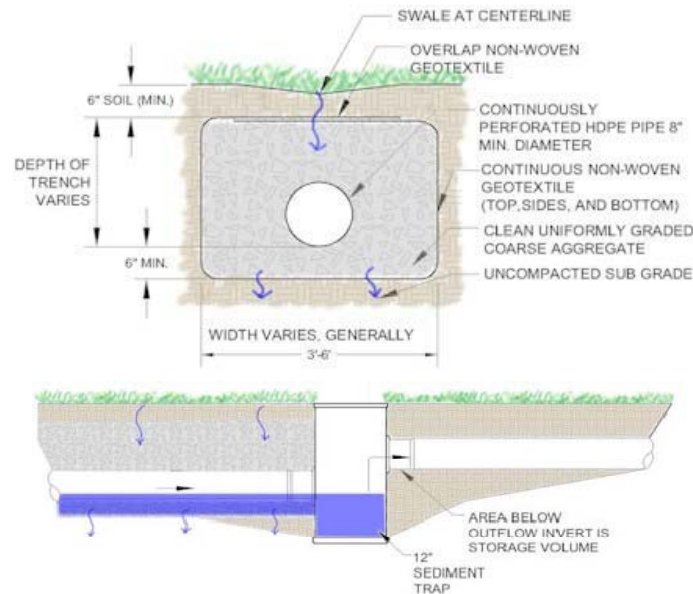 SWALE AT CENTERLINE
OVERLAP NON-WOVEN
GEOTEXTILE
6" SOIL (MIN.)
CONTINUOUSLY
PERFORATED HDPE PIPE 8"
MIN. DIAMETER
DEPTH OF
TRENCH
VARIES
CONTINUOUS NON-WOVEN
GEOTEXTILE
(TOP,SIDES, AND BOTTOM)
CLEAN UNIFORMLY GRADED
COARSE AGGREGATE
6" MIN.
UNCOMPACTED SUB GRADE
WIDTH VARIES, GENERALLY
3'-6'
AREA BELOW
OUTFLOW INVERT IS
STORAGE VOLUME
12"
SEDIMENT
TRAP